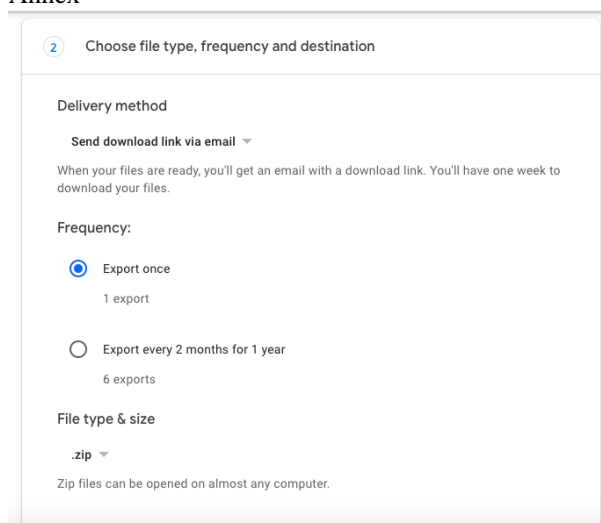 Annex
2 Choose file type, frequency and destination
Delivery method
Send download link via email
When your files are ready, you'll get an email with a download link. You'll have one week to
download your files.
Frequency:
Export once
1 export
Export every 2 months for 1 year
6 exports
File type & size
.zip
Zip files can be opened on almost any computer.